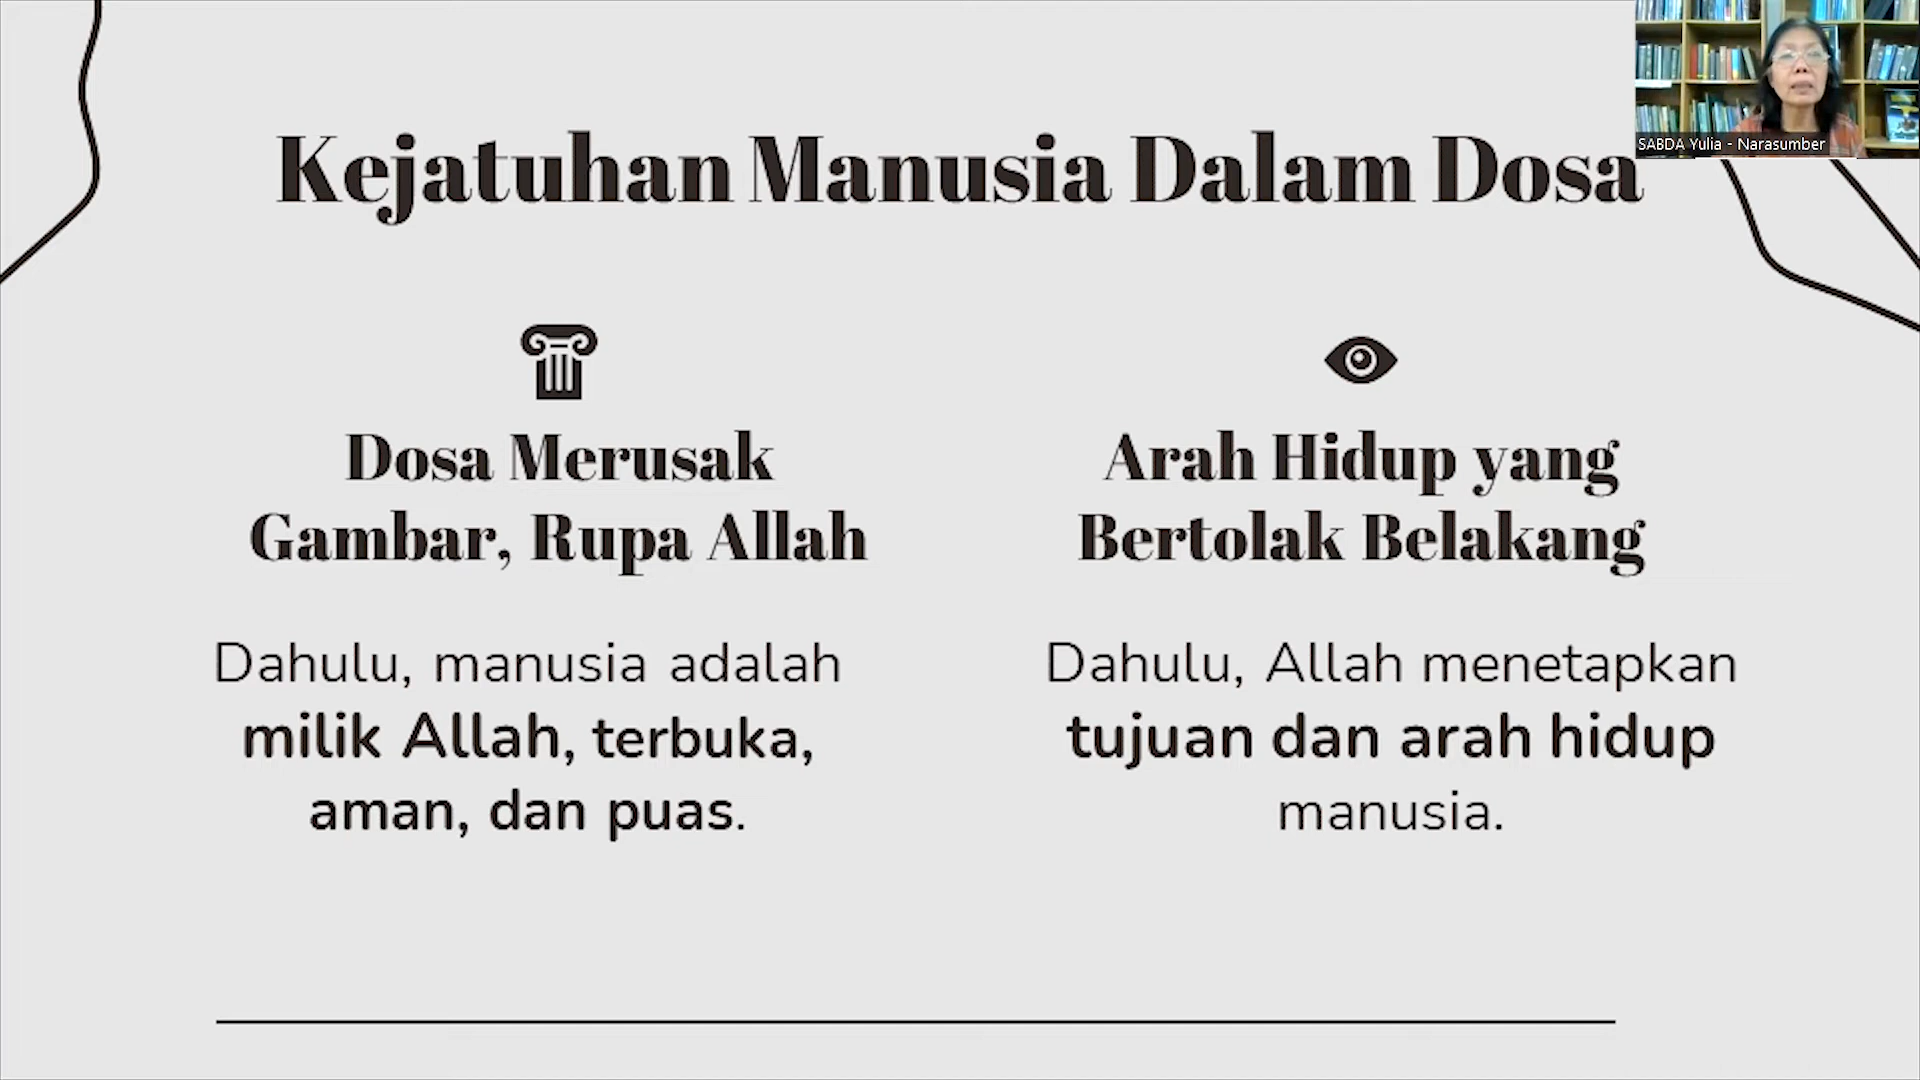 SABDA Yulia - Narasumber
Kejatuhan Manusia Dalam Dosa
Dosa Merusak
Gambar, Rupa Allah
Dahulu, manusia adalah
milik Allah, terbuka,
aman, dan puas.
Arah Hidup yang
Bertolak Belakang
Dahulu, Allah menetapkan
tujuan dan arah hidup
manusia.